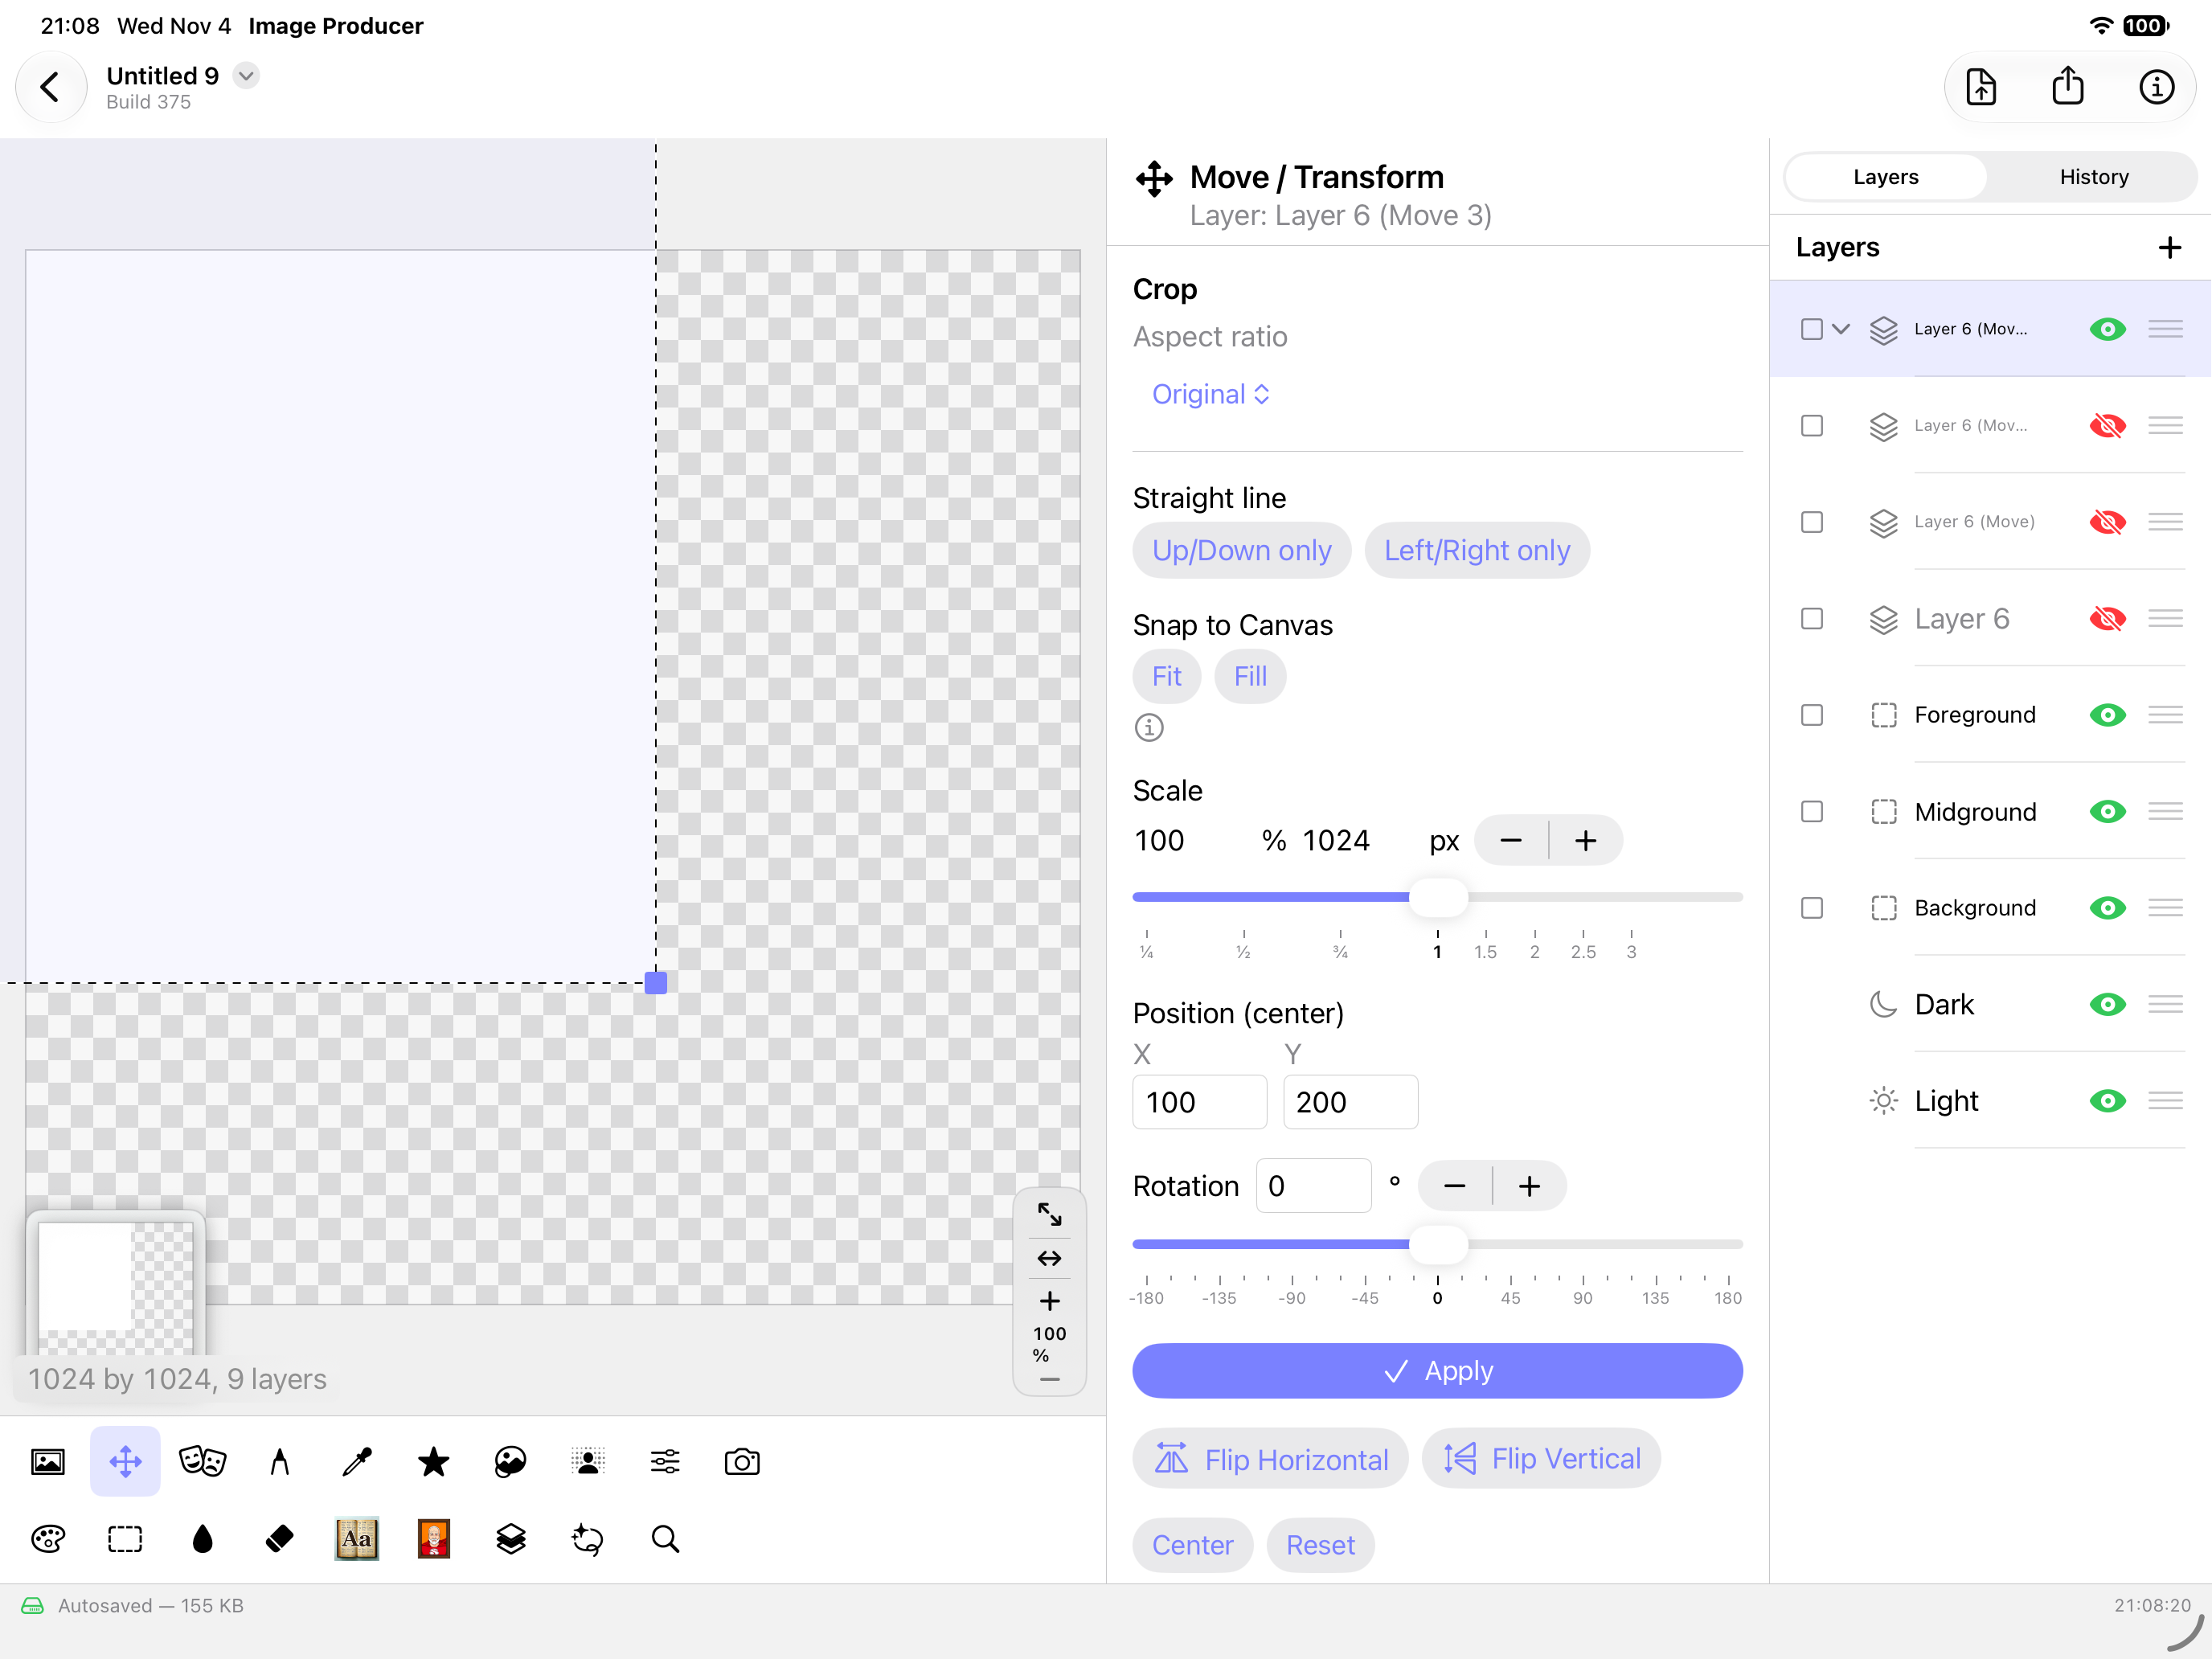 21:08 Wed Nov 4 Image Producer
100
Untitled 9
Build 375
Move / Transform
Layer: Layer 6 (Move 3)
Crop
Aspect ratio
Original
Straight line
Up/Down only
Left/Right only
Snap to Canvas
Fit
Fill
Scale
100 % 1024 px
¼ ½ ¾ 1 1.5 2 2.5 3
Position (center)
X Y
100 200
Rotation 0 °
-180 -135 -90 -45 0 45 90 135 180
Apply
Flip Horizontal
Flip Vertical
Center
Reset
Layers
History
Layers
Layer 6 (Mov...
Layer 6 (Mov...
Layer 6 (Move)
Layer 6
Foreground
Midground
Background
Dark
Light
100
%
1024 by 1024, 9 layers
Aa
Autosaved — 155 KB
21:08:20